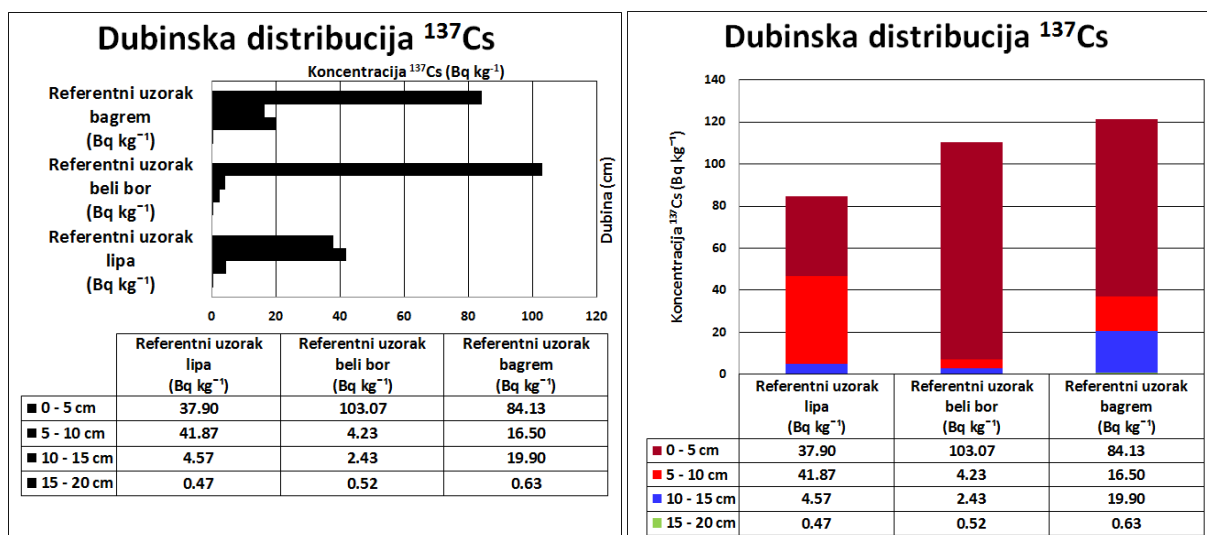 Dubinska distribucija ¹³⁷Cs
Koncentracija ¹³⁷Cs (Bq kg⁻¹)
Referentni uzorak
bagrem
(Bq kg⁻¹)
Referentni uzorak
beli bor
(Bq kg⁻¹)
Referentni uzorak
lipa
(Bq kg⁻¹)
Dubina (cm)
0 20 40 60 80 100 120
Referentni uzorak Referentni uzorak Referentni uzorak
lipa beli bor bagrem
(Bq kg⁻¹) (Bq kg⁻¹) (Bq kg⁻¹)
0 - 5 cm 37.90 103.07 84.13
5 - 10 cm 41.87 4.23 16.50
10 - 15 cm 4.57 2.43 19.90
15 - 20 cm 0.47 0.52 0.63
Dubinska distribucija ¹³⁷Cs
Koncentracija ¹³⁷Cs (Bq kg⁻¹)
140
120
100
80
60
40
20
0
Referentni uzorak Referentni uzorak Referentni uzorak
lipa beli bor bagrem
(Bq kg⁻¹) (Bq kg⁻¹) (Bq kg⁻¹)
0 - 5 cm 37.90 103.07 84.13
5 - 10 cm 41.87 4.23 16.50
10 - 15 cm 4.57 2.43 19.90
15 - 20 cm 0.47 0.52 0.63